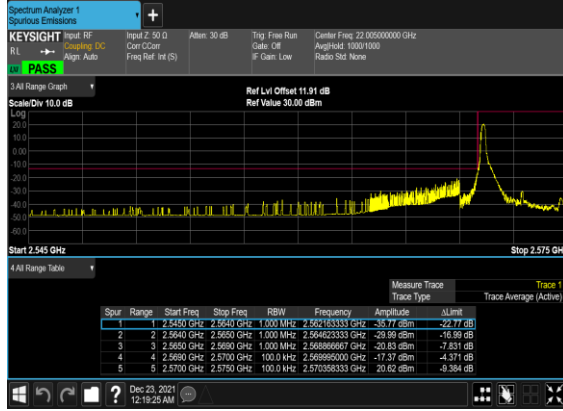 Spectrum Analyzer 1
Spurious Emissions
+
KEYSIGHT Input: RF Input Z: 50 Ω Atten: 30 dB Trig: Free Run Center Freq: 22.005000000 GHz
RL Coupling: DC Corr CCorr Gate: Off Avg|Hold: 1000/1000
Align: Auto Freq Ref: Int (S) IF Gain: Low Radio Std: None
PASS
3 All Range Graph
Ref Lvl Offset 11.91 dB
Scale/Div 10.0 dB Ref Value 30.00 dBm
Log
20.0
10.0
0.00
-10.0
-20.0
-30.0
-40.0
-50.0
-60.0
Start 2.545 GHz Stop 2.575 GH
4 All Range Table
Measure Trace Trace 1
Trace Type Trace Average (Active)
Spur Range Start Freq Stop Freq RBW Frequency Amplitude ΔLimit
1 1 2.5450 GHz 2.5640 GHz 1.000 MHz 2.562163333 GHz -35.77 dBm -22.77 dB
2 2 2.5640 GHz 2.5650 GHz 1.000 MHz 2.564623333 GHz -29.99 dBm -16.99 dB
3 3 2.5650 GHz 2.5690 GHz 1.000 MHz 2.568866667 GHz -20.83 dBm -7.831 dB
4 4 2.5690 GHz 2.5700 GHz 100.0 kHz 2.569995000 GHz -17.37 dBm -4.371 dB
5 5 2.5700 GHz 2.5750 GHz 100.0 kHz 2.570358333 GHz 20.62 dBm -9.384 dB
? Dec 23, 2021
12:19:25 AM